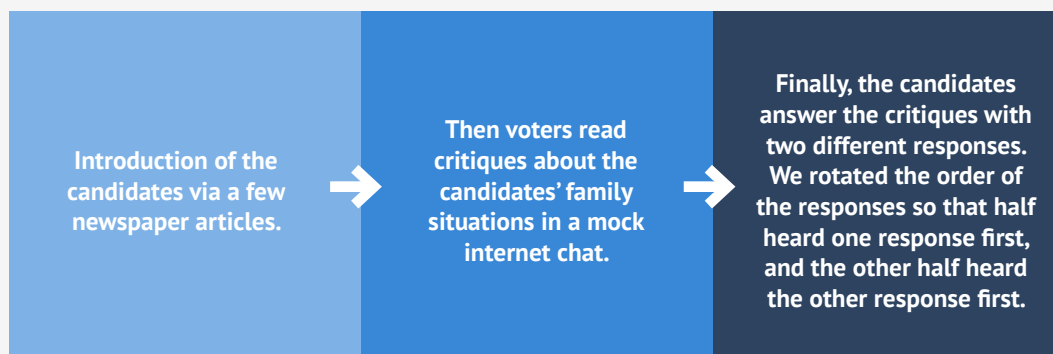 Introduction of the
candidates via a few
newspaper articles.
Then voters read
critiques about the
candidates’ family
situations in a mock
internet chat.
Finally, the candidates
answer the critiques with
two different responses.
We rotated the order of
the responses so that half
heard one response first,
and the other half heard
the other response first.